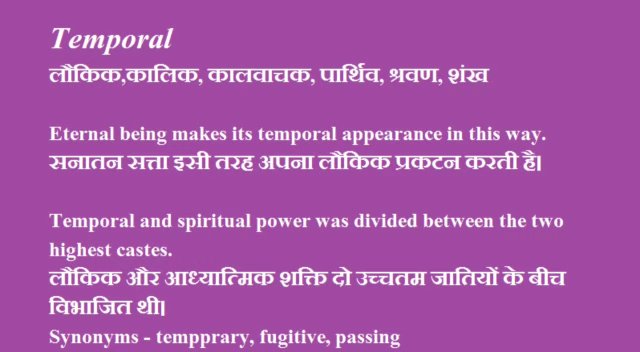 Temporal
लौकिक,कालिक, कालवाचक, पार्थिव, श्रवण, शंख
Eternal being makes its temporal appearance in this way.
सनातन सत्ता इसी तरह अपना लौकिक प्रकटन करती है।
Temporal and spiritual power was divided between the two
highest castes.
लौकिक और आध्यात्मिक शक्ति दो उच्चतम जातियों के बीच
विभाजित थी।
Synonyms - tempprary, fugitive, passing